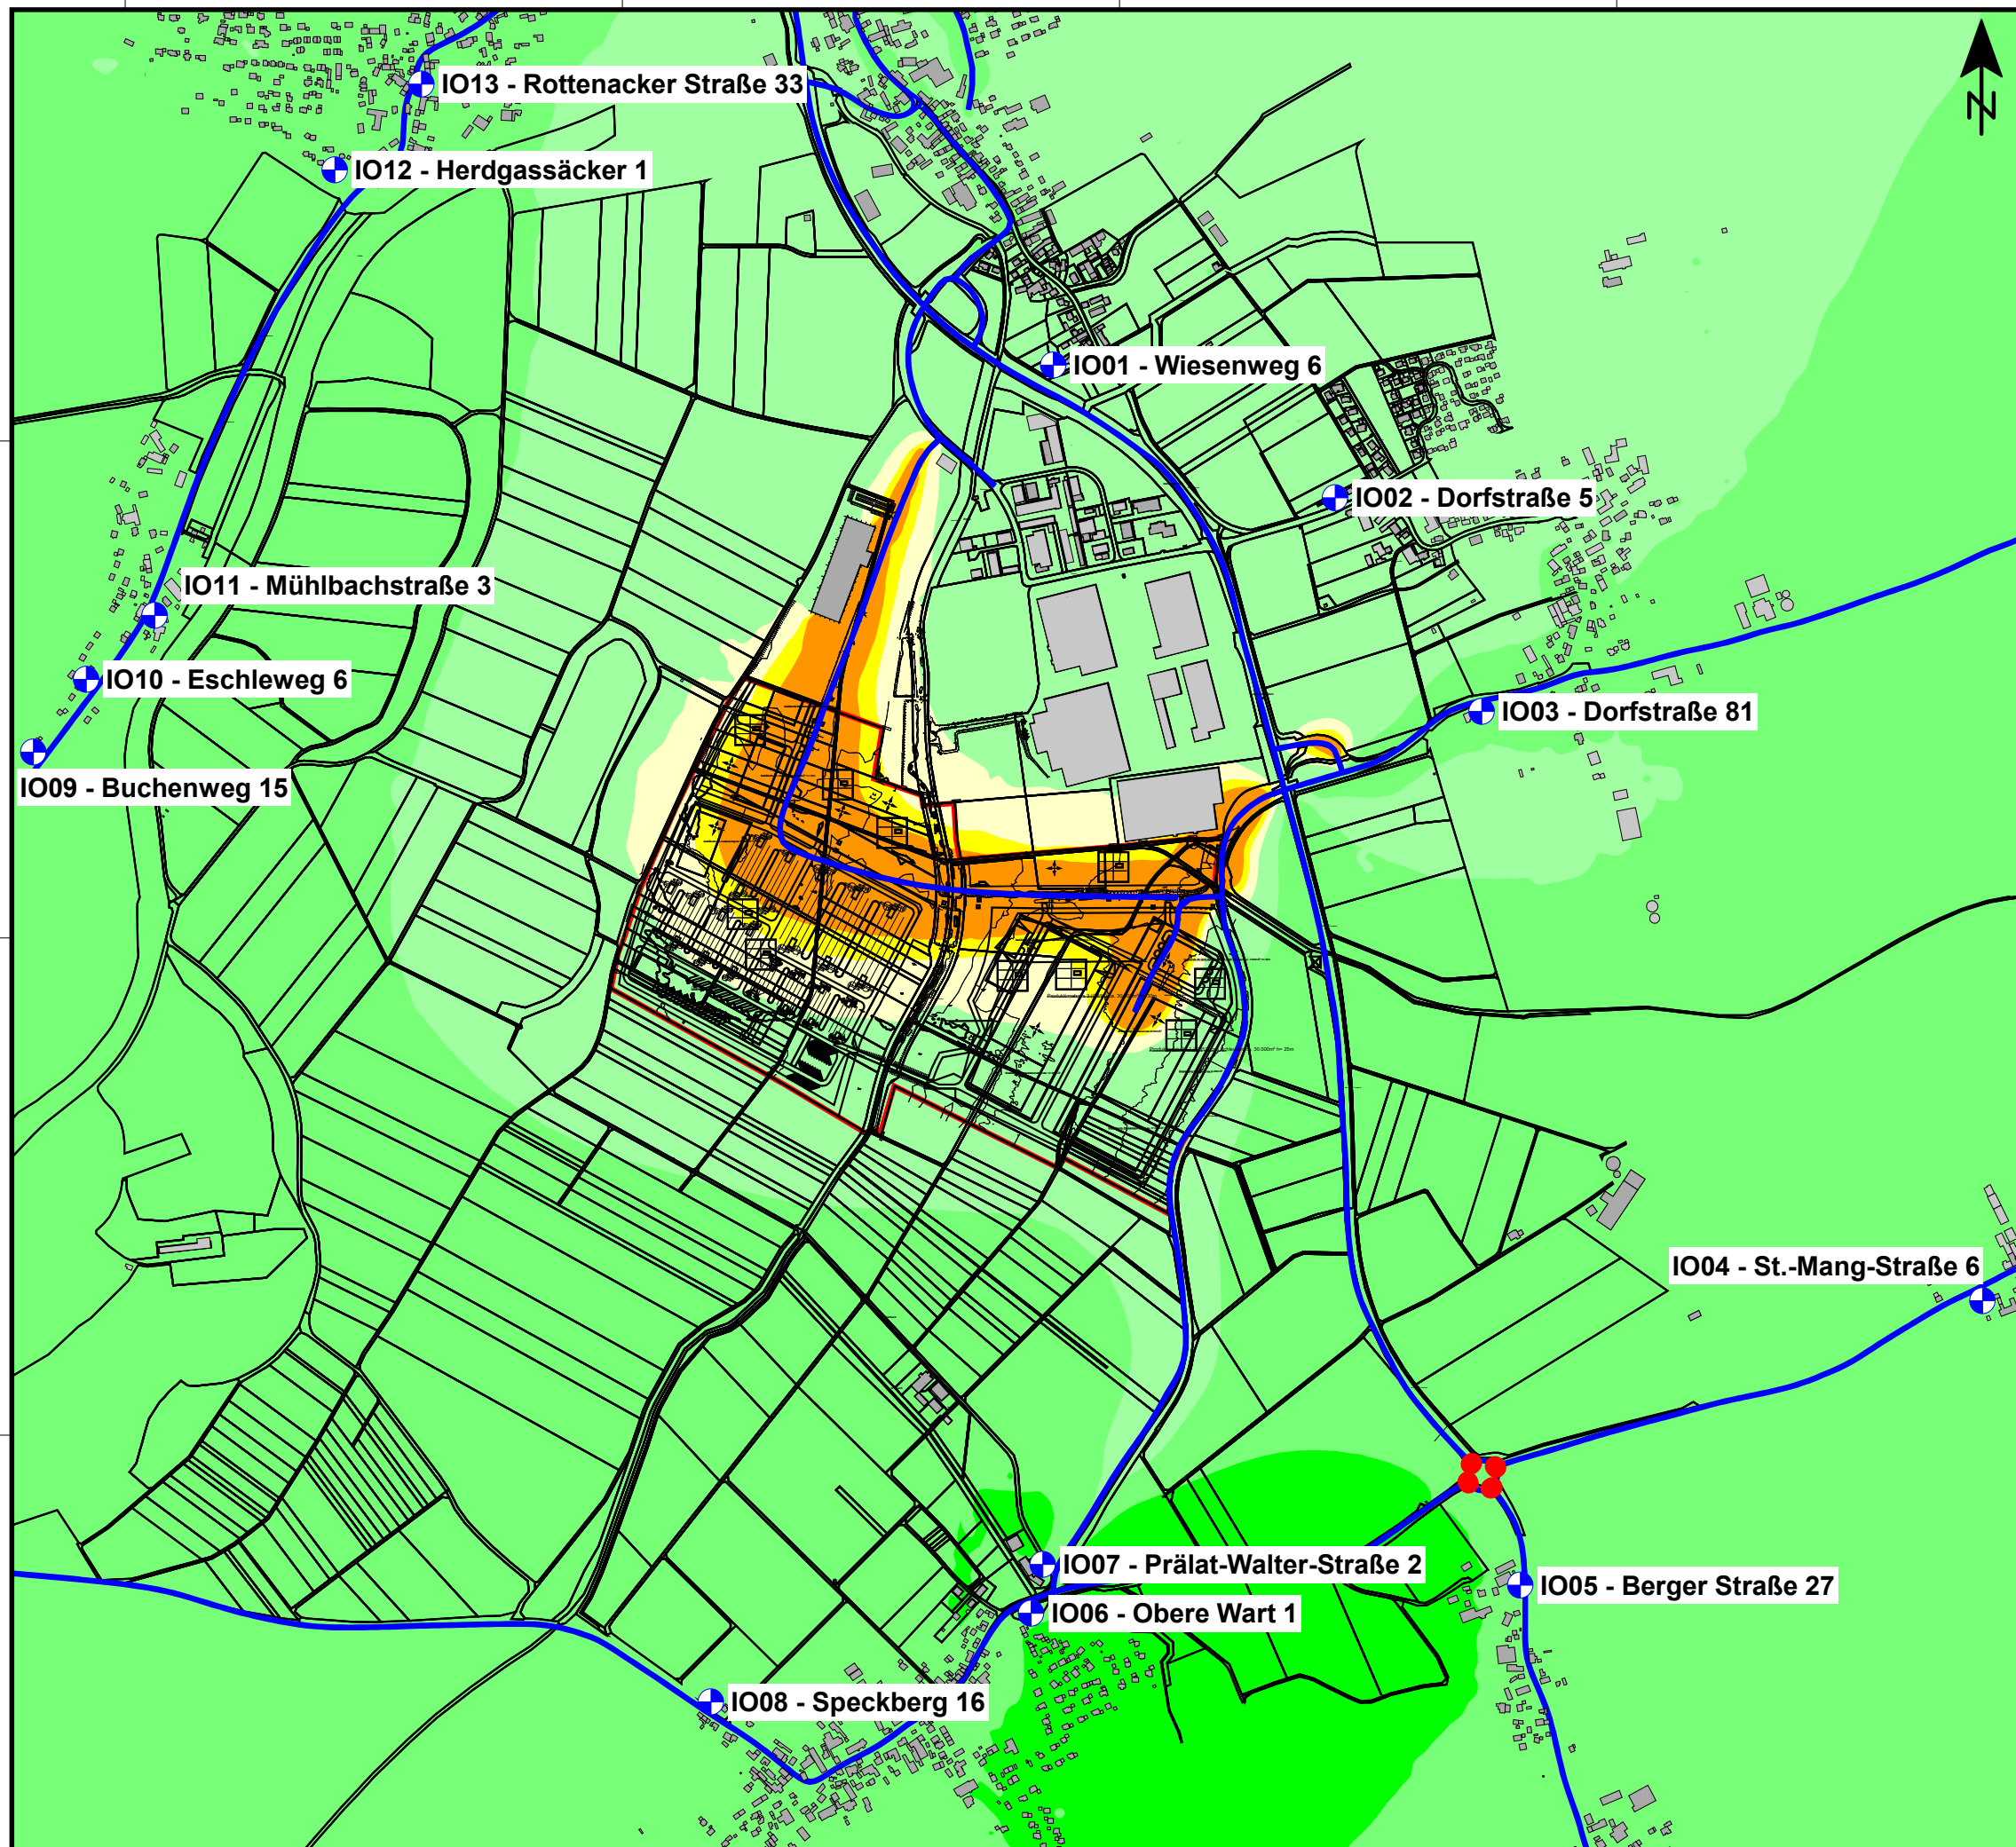 N
IO13 - Rottenacker Straße 33
IO12 - Herdgassäcker 1
IO01 - Wiesenweg 6
IO02 - Dorfstraße 5
IO11 - Mühlbachstraße 3
IO10 - Eschleweg 6
IO03 - Dorfstraße 81
IO09 - Buchenweg 15
IO04 - St.-Mang-Straße 6
IO07 - Prälat-Walter-Straße 2
IO05 - Berger Straße 27
IO06 - Obere Wart 1
IO08 - Speckberg 16